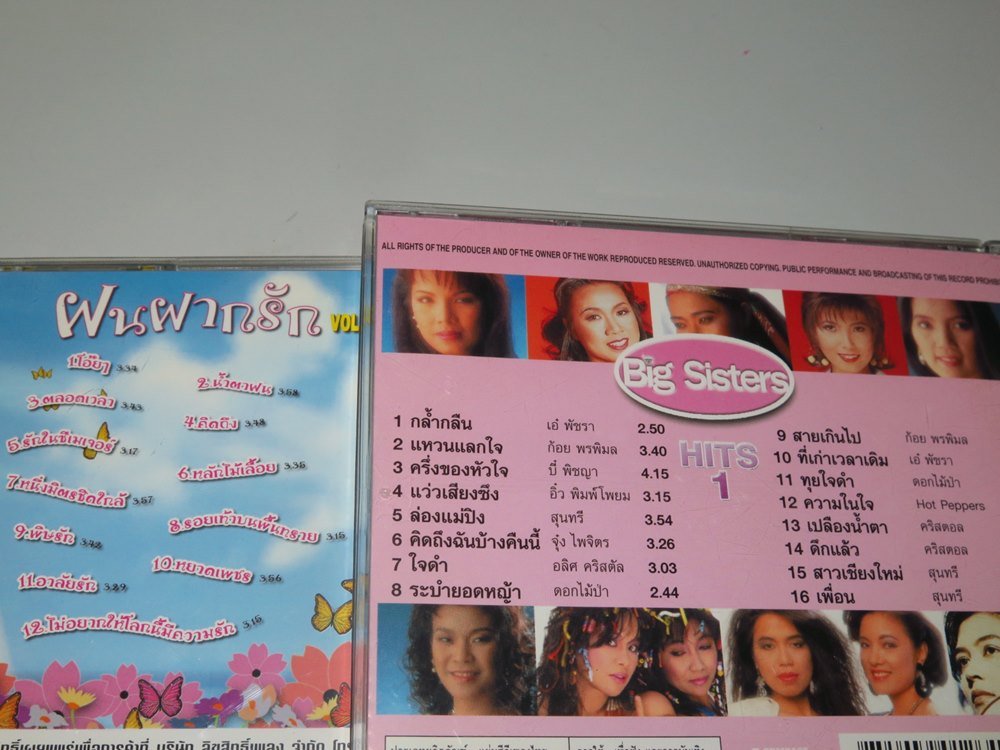 ฝนฝากรัก VOL
1.โอ๊ยๆ 3.34
2.น้ำตาฝน 3.58
3.ตลอดเวลา 3.43
4.คิดถึง 3.48
5.รักในซีเมเจอร์ 3.17
6.หลักไม้เลื้อย 3.35
7.หนึ่งมิตรชิดใกล้ 3.57
8.รอยเท้าบนพื้นทราย 3.15
9.พิษรัก 3.42
10.หยาดเพชร 3.56
11.อาลัยรัก 3.29
12.ไม่อยากให้โลกนี้มีความรัก 3.15
ลิขสิทธิ์เพลง จำกัด
ALL RIGHTS OF THE PRODUCER AND OF THE OWNER OF THE WORK REPRODUCED RESERVED. UNAUTHORIZED COPYING, PUBLIC PERFORMANCE AND BROADCASTING OF THIS RECORD PROHIB
Big Sisters
HITS
1
1 กล้ำกลืน เอ๋ พัชรา 2.50
2 แหวนแลกใจ ก้อย พรพิมล 3.40
3 ครึ่งของหัวใจ บี๋ พิชญา 4.15
4 แว่วเสียงซึง อิ๋ว พิมพ์โพยม 3.15
5 ล่องแม่ปิง สุนทรี 3.54
6 คิดถึงฉันบ้างคืนนี้ จุ๋ง ไพจิตร 3.26
7 ใจดำ อลิศ คริสตัล 3.03
8 ระบำยอดหญ้า ดอกไม้ป่า 2.44
9 สายเกินไป ก้อย พรพิมล
10 ที่เก่าเวลาเดิม เอ๋ พัชรา
11 ทุยใจดำ ดอกไม้ป่า
12 ความในใจ Hot Peppers
13 เปลืองน้ำตา คริสตอล
14 ดึกแล้ว คริสตอล
15 สาวเชียงใหม่ สุนทรี
16 เพื่อน สุนทรี